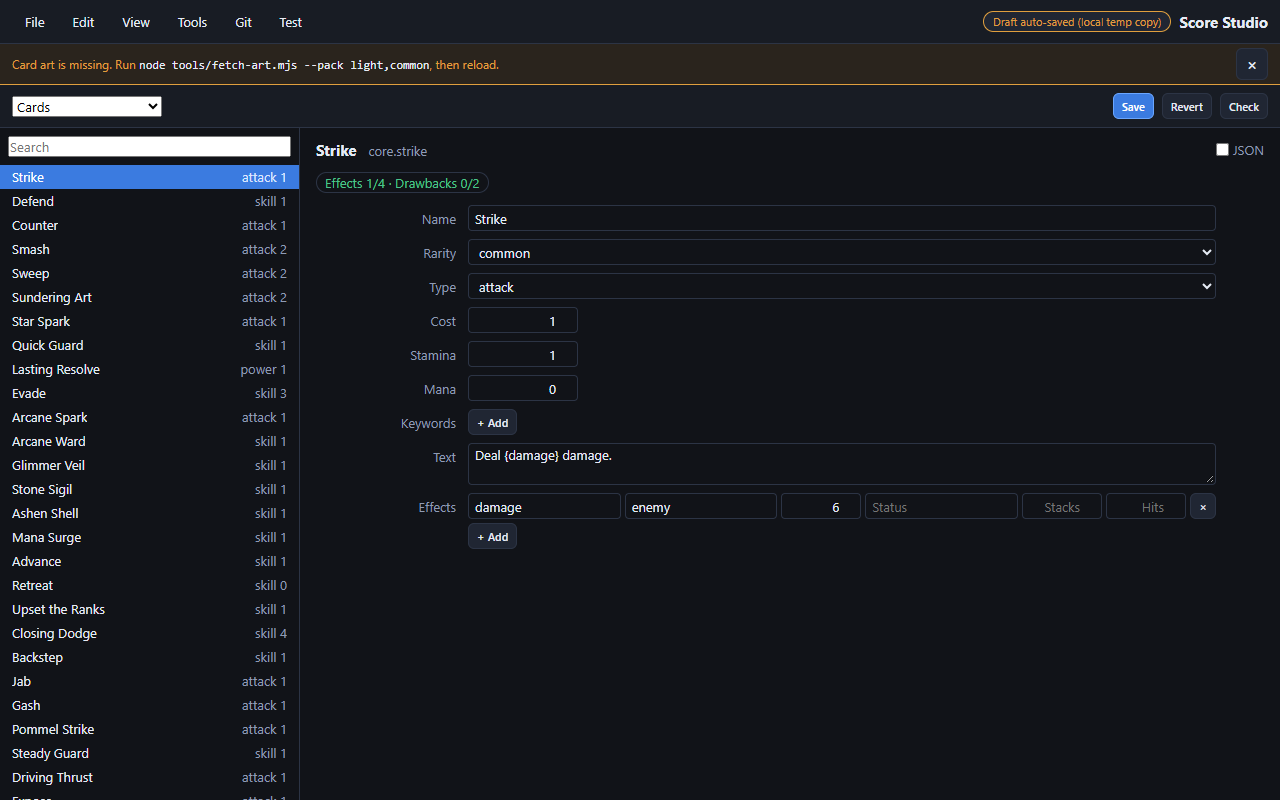 File Edit View Tools Git Test Draft auto-saved (local temp copy) Score Studio
Card art is missing. Run node tools/fetch-art.mjs --pack light,common, then reload. ×
Cards Save Revert Check
Search
Strike attack 1
Defend skill 1
Counter attack 1
Smash attack 2
Sweep attack 2
Sundering Art attack 2
Star Spark attack 1
Quick Guard skill 1
Lasting Resolve power 1
Evade skill 3
Arcane Spark attack 1
Arcane Ward skill 1
Glimmer Veil skill 1
Stone Sigil skill 1
Ashen Shell skill 1
Mana Surge skill 1
Advance skill 1
Retreat skill 0
Upset the Ranks skill 1
Closing Dodge skill 4
Backstep skill 1
Jab attack 1
Gash attack 1
Pommel Strike attack 1
Steady Guard skill 1
Driving Thrust attack 1
Strike core.strike JSON
Effects 1/4 · Drawbacks 0/2
Name Strike
Rarity common
Type attack
Cost 1
Stamina 1
Mana 0
Keywords + Add
Text Deal {damage} damage.
Effects damage enemy 6 Status Stacks Hits ×
+ Add